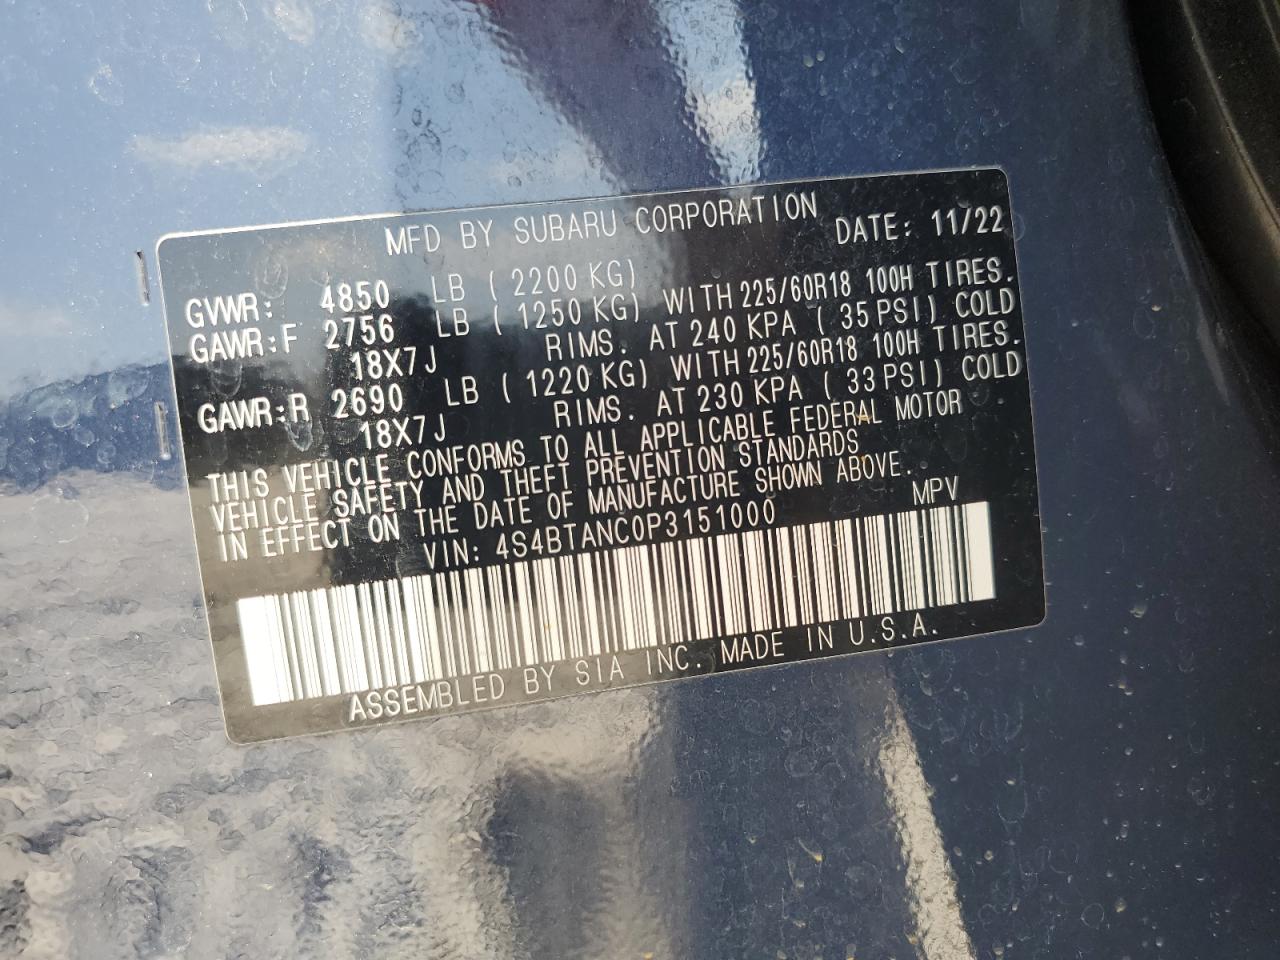 MFD BY SUBARU CORPORATION DATE: 11/22
GVWR: 4850 LB ( 2200 KG)
GAWR:F 2756 LB ( 1250 KG) WITH 225/60R18 100H TIRES.
18X7J RIMS. AT 240 KPA ( 35 PSI) COLD
GAWR:R 2690 LB ( 1220 KG) WITH 225/60R18 100H TIRES.
18X7J RIMS. AT 230 KPA ( 33 PSI) COLD
THIS VEHICLE CONFORMS TO ALL APPLICABLE FEDERAL MOTOR
VEHICLE SAFETY AND THEFT PREVENTION STANDARDS
IN EFFECT ON THE DATE OF MANUFACTURE SHOWN ABOVE.
VIN: 4S4BTANC0P3151000 MPV
ASSEMBLED BY SIA INC. MADE IN U.S.A.